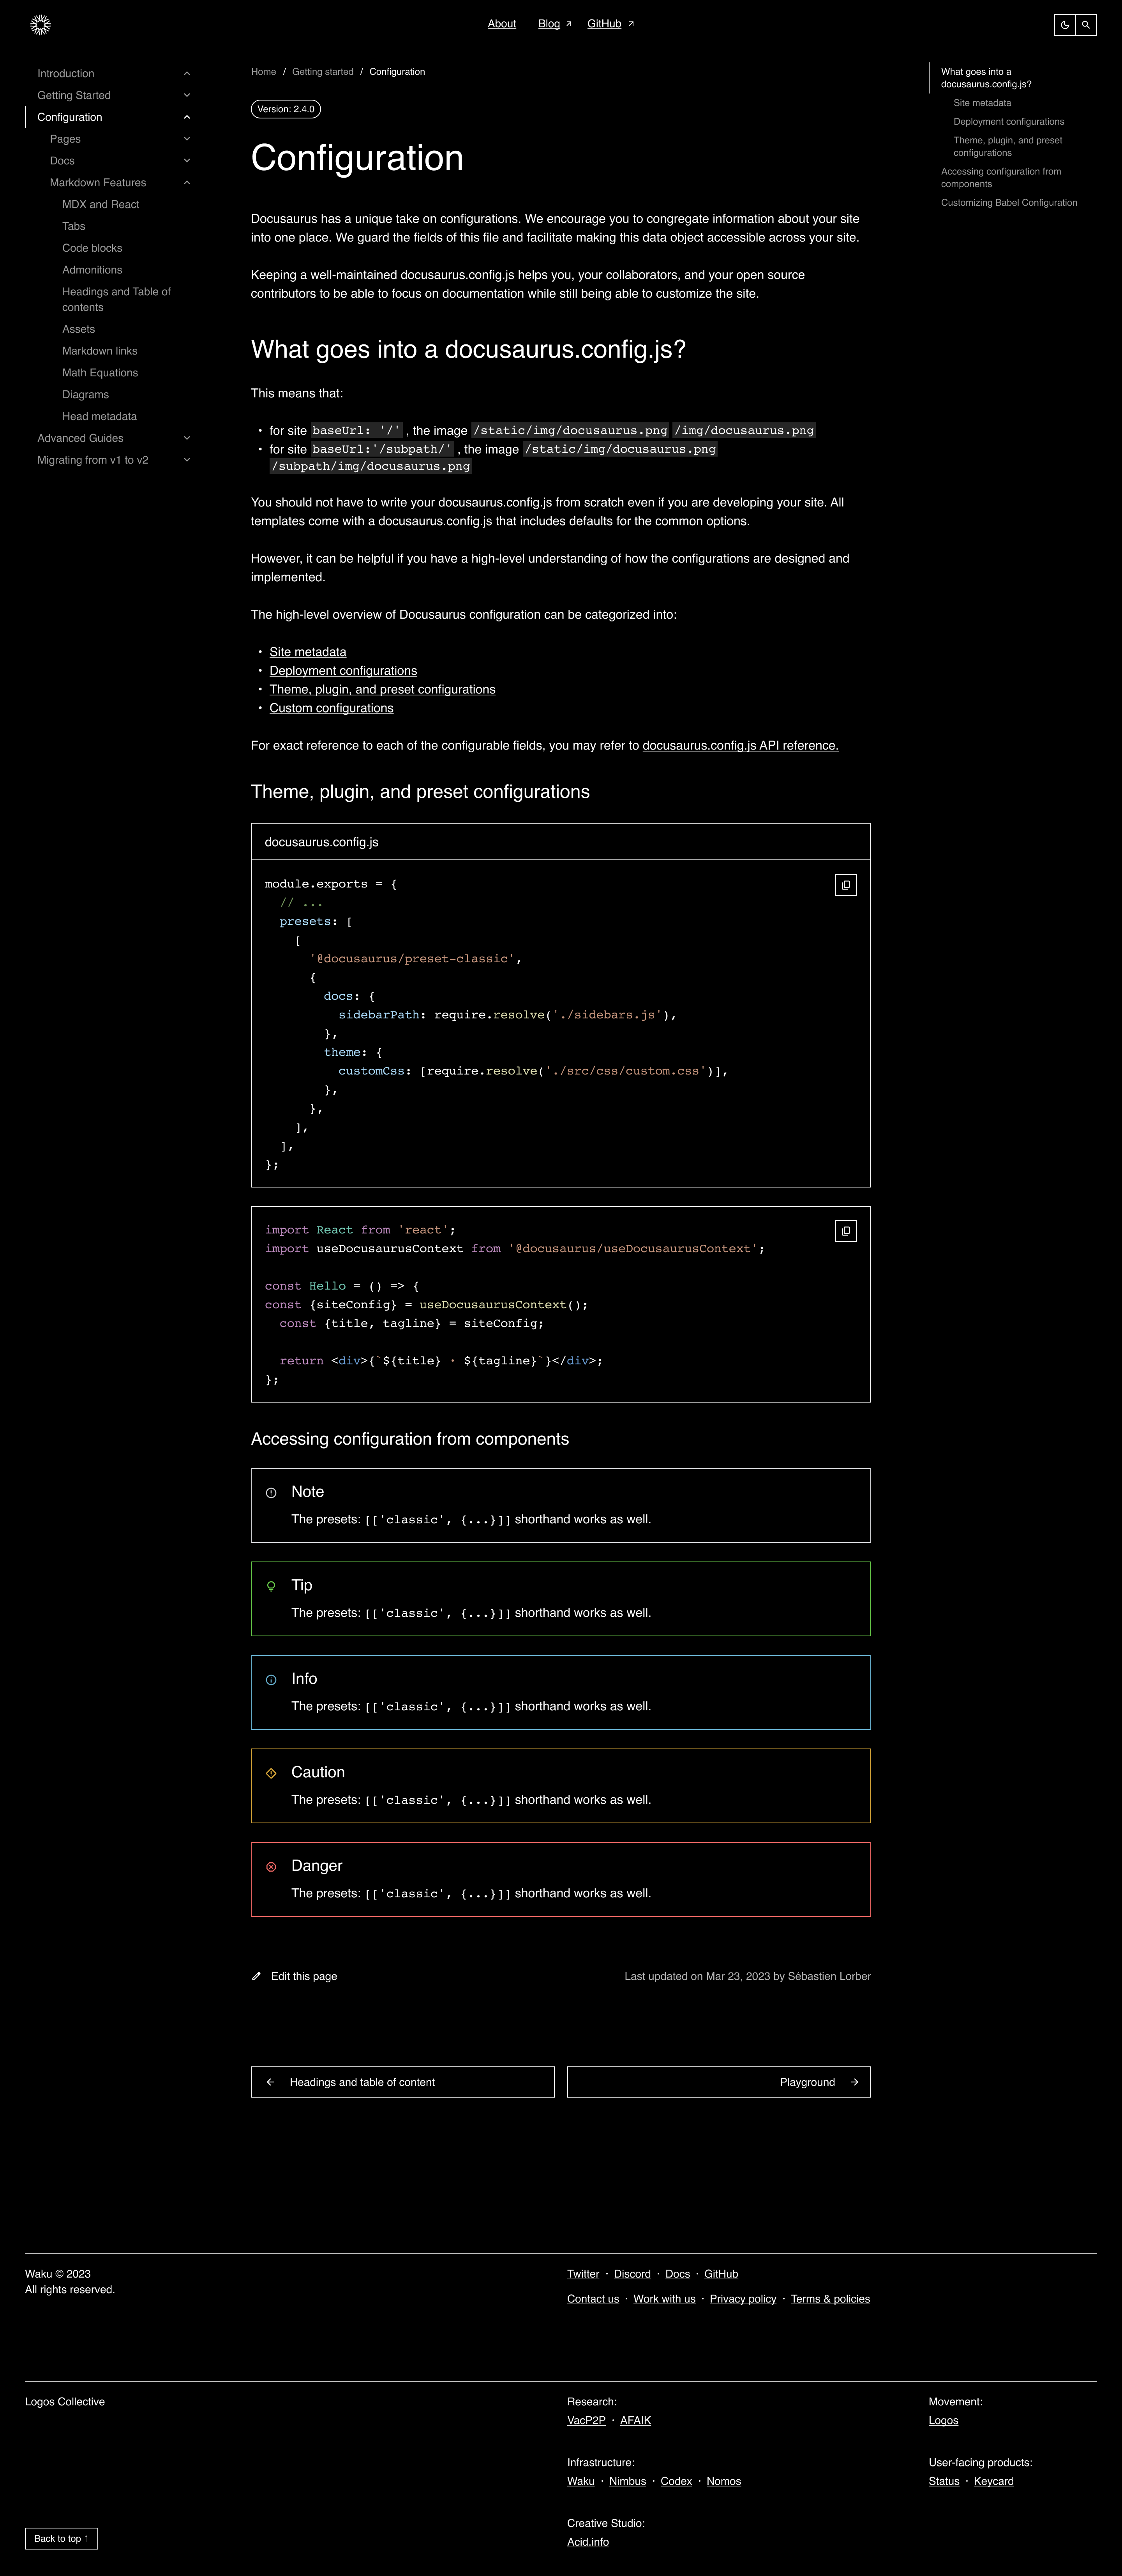 About Blog ↗ GitHub ↗
Introduction
Getting Started
Configuration
Pages
Docs
Markdown Features
MDX and React
Tabs
Code blocks
Admonitions
Headings and Table of
contents
Assets
Markdown links
Math Equations
Diagrams
Head metadata
Advanced Guides
Migrating from v1 to v2
Home / Getting started / Configuration
Version: 2.4.0
Configuration
Docusaurus has a unique take on configurations. We encourage you to congregate information about your site
into one place. We guard the fields of this file and facilitate making this data object accessible across your site.
Keeping a well-maintained docusaurus.config.js helps you, your collaborators, and your open source
contributors to be able to focus on documentation while still being able to customize the site.
What goes into a docusaurus.config.js?
This means that:
• for site baseUrl: '/' , the image /static/img/docusaurus.png /img/docusaurus.png
• for site baseUrl:'/subpath/' , the image /static/img/docusaurus.png
/subpath/img/docusaurus.png
You should not have to write your docusaurus.config.js from scratch even if you are developing your site. All
templates come with a docusaurus.config.js that includes defaults for the common options.
However, it can be helpful if you have a high-level understanding of how the configurations are designed and
implemented.
The high-level overview of Docusaurus configuration can be categorized into:
• Site metadata
• Deployment configurations
• Theme, plugin, and preset configurations
• Custom configurations
For exact reference to each of the configurable fields, you may refer to docusaurus.config.js API reference.
Theme, plugin, and preset configurations
docusaurus.config.js
module.exports = {
  // ...
  presets: [
    [
      '@docusaurus/preset-classic',
      {
        docs: {
          sidebarPath: require.resolve('./sidebars.js'),
        },
        theme: {
          customCss: [require.resolve('./src/css/custom.css')],
        },
      },
    ],
  ],
};
import React from 'react';
import useDocusaurusContext from '@docusaurus/useDocusaurusContext';
const Hello = () => {
const {siteConfig} = useDocusaurusContext();
  const {title, tagline} = siteConfig;
  return <div>{`${title} · ${tagline}`}</div>;
};
Accessing configuration from components
Note
The presets: [['classic', {...}]] shorthand works as well.
Tip
The presets: [['classic', {...}]] shorthand works as well.
Info
The presets: [['classic', {...}]] shorthand works as well.
Caution
The presets: [['classic', {...}]] shorthand works as well.
Danger
The presets: [['classic', {...}]] shorthand works as well.
Edit this page
Last updated on Mar 23, 2023 by Sébastien Lorber
← Headings and table of content
Playground →
What goes into a
docusaurus.config.js?
Site metadata
Deployment configurations
Theme, plugin, and preset
configurations
Accessing configuration from
components
Customizing Babel Configuration
Waku © 2023
All rights reserved.
Twitter · Discord · Docs · GitHub
Contact us · Work with us · Privacy policy · Terms & policies
Logos Collective
Research:
VacP2P · AFAIK
Movement:
Logos
Infrastructure:
Waku · Nimbus · Codex · Nomos
User-facing products:
Status · Keycard
Creative Studio:
Acid.info
Back to top ↑